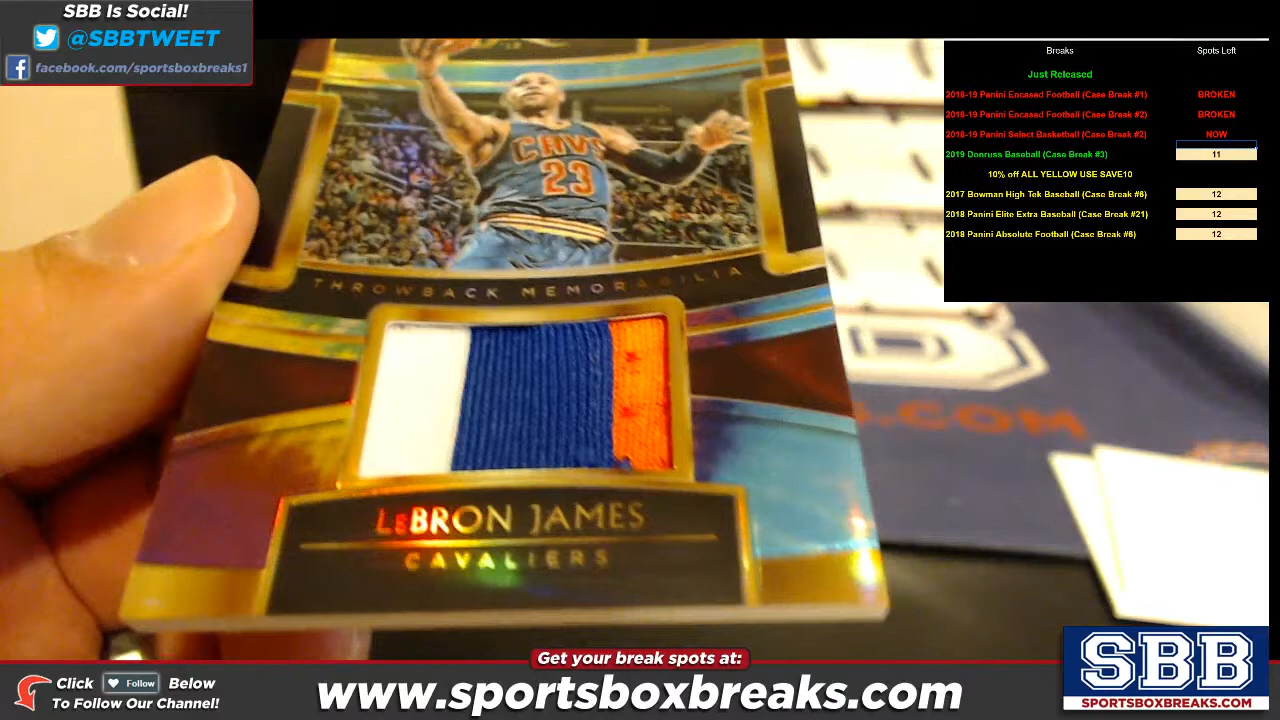 SBB Is Social!
@SBBTWEET
facebook.com/sportsboxbreaks1
Breaks Spots Left
Just Released
2018-19 Panini Encased Football (Case Break #1) BROKEN
2018-19 Panini Encased Football (Case Break #2) BROKEN
2018-19 Panini Select Basketball (Case Break #2) NOW
2019 Donruss Baseball (Case Break #3) 11
10% off ALL YELLOW USE SAVE10
2017 Bowman High Tek Baseball (Case Break #6) 12
2018 Panini Elite Extra Baseball (Case Break #21) 12
2018 Panini Absolute Football (Case Break #6) 12
CAVS
23
THROWBACK MEMORABILIA
LEBRON JAMES
CAVALIERS
.COM
Get your break spots at:
Click Follow Below
To Follow Our Channel!
www.sportsboxbreaks.com
SBB
SPORTSBOXBREAKS.COM